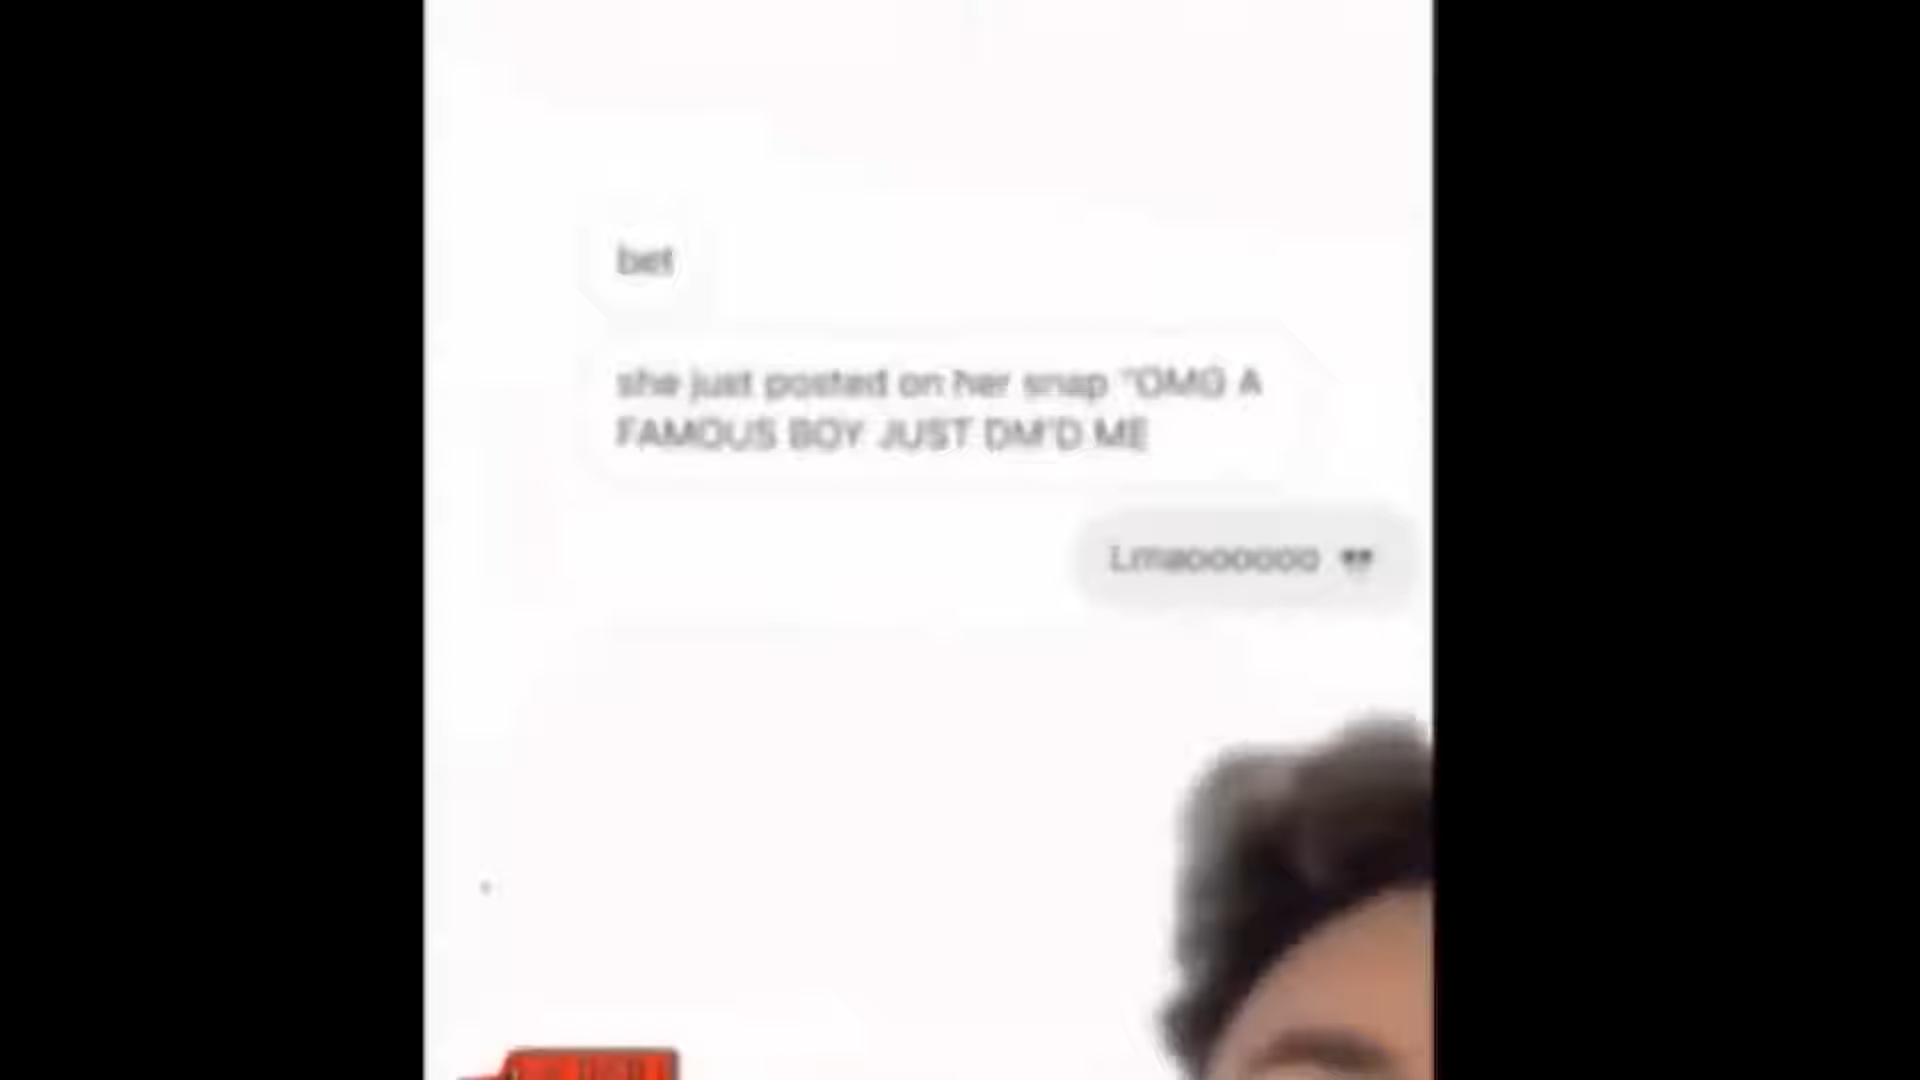 bet
she just posted on her snap "OMG A
FAMOUS BOY JUST DM'D ME
Lmaoooooo